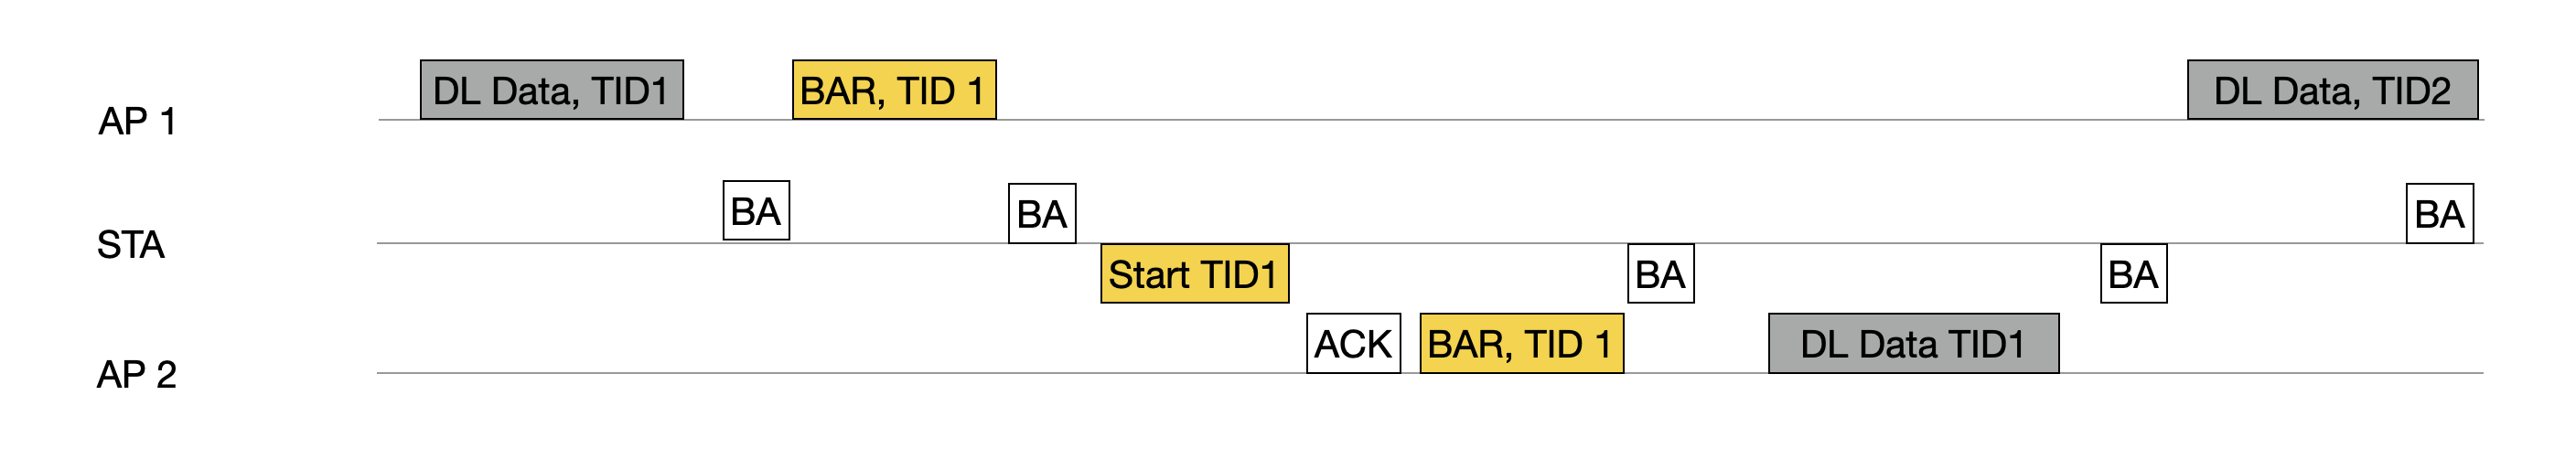 AP 1
DL Data, TID1
BAR, TID 1
DL Data, TID2
STA
BA
BA
Start TID1
BA
BA
BA
AP 2
ACK
BAR, TID 1
DL Data TID1